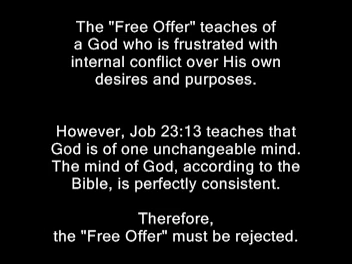 The "Free Offer" teaches of
a God who is frustrated with
internal conflict over His own
desires and purposes.
However, Job 23:13 teaches that
God is of one unchangeable mind.
The mind of God, according to the
Bible, is perfectly consistent.
Therefore,
the "Free Offer" must be rejected.